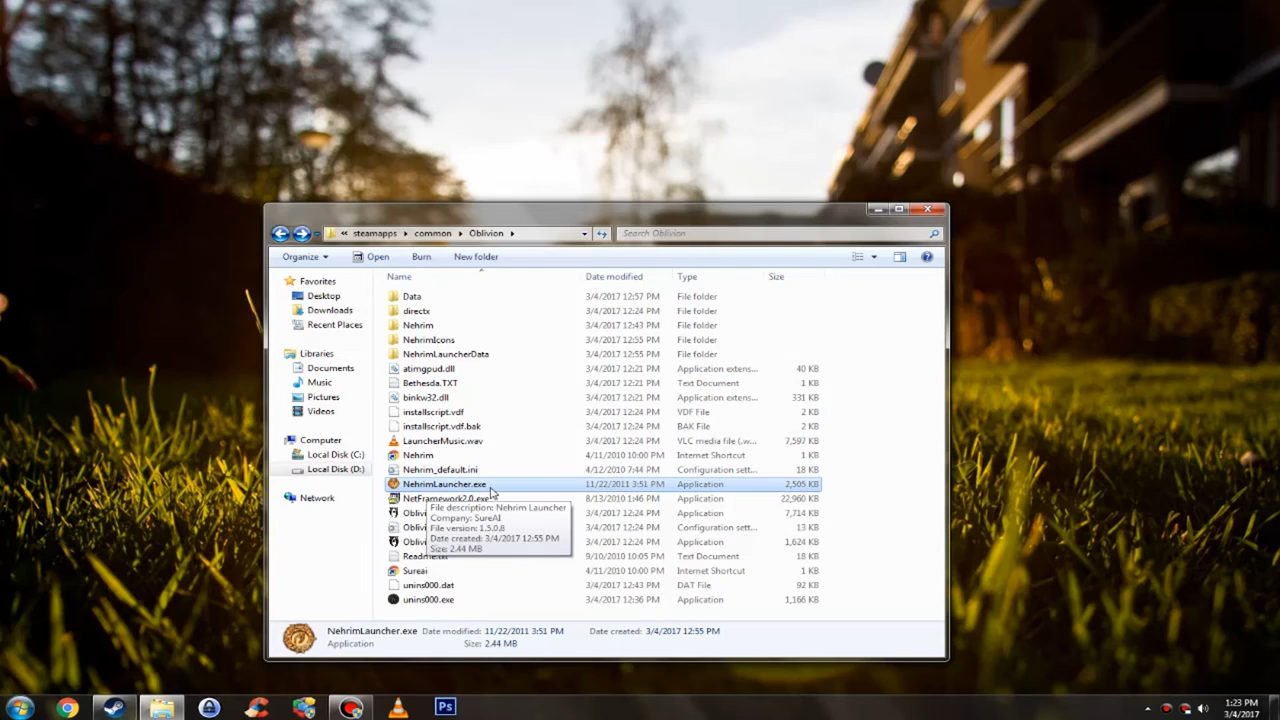 « steamapps ▸ common ▸ Oblivion ▸
Search Oblivion
Organize Open Burn New folder
Name Date modified Type Size
Favorites
Desktop
Downloads
Recent Places
Libraries
Documents
Music
Pictures
Videos
Computer
Local Disk (C:)
Local Disk (D:)
Network
Data 3/4/2017 12:57 PM File folder
directx 3/4/2017 12:24 PM File folder
Nehrim 3/4/2017 12:43 PM File folder
NehrimIcons 3/4/2017 12:55 PM File folder
NehrimLauncherData 3/4/2017 12:55 PM File folder
atimgpud.dll 3/4/2017 12:21 PM Application extens... 40 KB
Bethesda.TXT 3/4/2017 12:21 PM Text Document 1 KB
binkw32.dll 3/4/2017 12:21 PM Application extens... 331 KB
installscript.vdf 3/4/2017 12:24 PM VDF File 2 KB
installscript.vdf.bak 3/4/2017 12:24 PM BAK File 2 KB
LauncherMusic.wav 3/4/2017 12:24 PM VLC media file (.w... 7,597 KB
Nehrim 4/11/2010 10:00 PM Internet Shortcut 1 KB
Nehrim_default.ini 4/12/2010 7:44 PM Configuration sett... 18 KB
NehrimLauncher.exe 11/22/2011 3:51 PM Application 2,505 KB
NetFramework2.0.exe 8/13/2010 1:46 PM Application 22,960 KB
Oblivi 3/4/2017 12:24 PM Application 7,714 KB
Oblivi 3/4/2017 12:24 PM Configuration sett... 13 KB
Oblivi 3/4/2017 12:24 PM Application 1,624 KB
Readme.txt 9/10/2010 10:05 PM Text Document 18 KB
Sureai 4/11/2010 10:00 PM Internet Shortcut 1 KB
unins000.dat 3/4/2017 12:43 PM DAT File 92 KB
unins000.exe 3/4/2017 12:36 PM Application 1,166 KB
File description: Nehrim Launcher
Company: SureAI
File version: 1.5.0.8
Date created: 3/4/2017 12:55 PM
Size: 2.44 MB
NehrimLauncher.exe Date modified: 11/22/2011 3:51 PM Date created: 3/4/2017 12:55 PM
Application Size: 2.44 MB
Ps
1:23 PM
3/4/2017